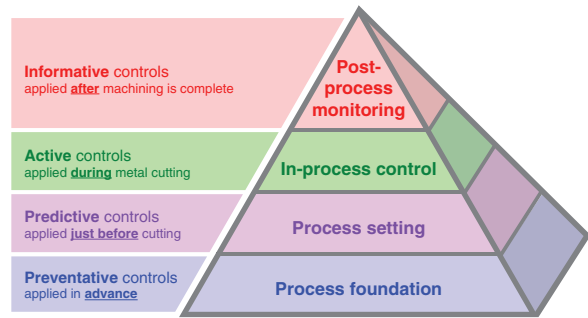 Informative controls
applied after machining is complete
Post-
process
monitoring
Active controls
applied during metal cutting
In-process control
Predictive controls
applied just before cutting
Process setting
Preventative controls
applied in advance
Process foundation